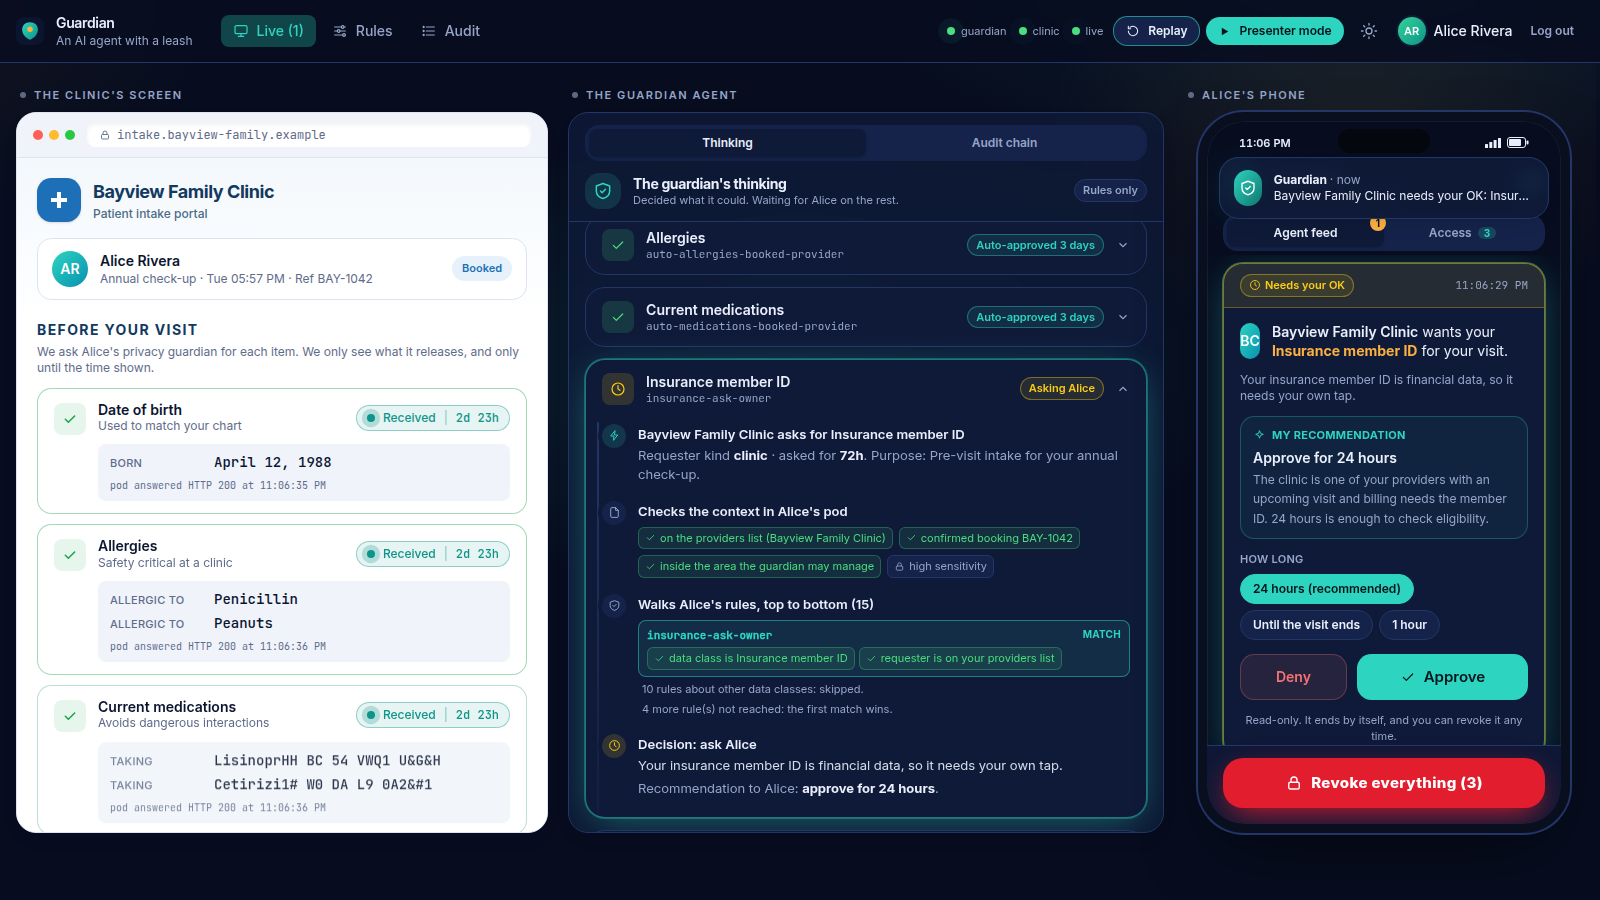 Guardian
An AI agent with a leash
Live (1)
Rules
Audit
guardian
clinic
live
Replay
Presenter mode
AR
Alice Rivera
Log out
THE CLINIC'S SCREEN
intake.bayview-family.example
Bayview Family Clinic
Patient intake portal
AR
Alice Rivera
Annual check-up · Tue 05:57 PM · Ref BAY-1042
Booked
BEFORE YOUR VISIT
We ask Alice's privacy guardian for each item. We only see what it releases, and only
until the time shown.
Date of birth
Used to match your chart
Received | 2d 23h
BORN April 12, 1988
pod answered HTTP 200 at 11:06:35 PM
Allergies
Safety critical at a clinic
Received | 2d 23h
ALLERGIC TO Penicillin
ALLERGIC TO Peanuts
pod answered HTTP 200 at 11:06:36 PM
Current medications
Avoids dangerous interactions
Received | 2d 23h
TAKING LisinoprHH BC 54 VWQ1 U&G&H
TAKING Cetirizi1# W0 DA L9 0A2&#1
pod answered HTTP 200 at 11:06:36 PM
THE GUARDIAN AGENT
Thinking
Audit chain
The guardian's thinking
Decided what it could. Waiting for Alice on the rest.
Rules only
Allergies
auto-allergies-booked-provider
Auto-approved 3 days
Current medications
auto-medications-booked-provider
Auto-approved 3 days
Insurance member ID
insurance-ask-owner
Asking Alice
Bayview Family Clinic asks for Insurance member ID
Requester kind clinic · asked for 72h. Purpose: Pre-visit intake for your annual
check-up.
Checks the context in Alice's pod
on the providers list (Bayview Family Clinic)
confirmed booking BAY-1042
inside the area the guardian may manage
high sensitivity
Walks Alice's rules, top to bottom (15)
insurance-ask-owner
MATCH
data class is Insurance member ID
requester is on your providers list
10 rules about other data classes: skipped.
4 more rule(s) not reached: the first match wins.
Decision: ask Alice
Your insurance member ID is financial data, so it needs your own tap.
Recommendation to Alice: approve for 24 hours.
ALICE'S PHONE
11:06 PM
Guardian · now
Bayview Family Clinic needs your OK: Insur...
Agent feed
1
Access 3
Needs your OK
11:06:29 PM
BC
Bayview Family Clinic wants your
Insurance member ID for your visit.
Your insurance member ID is financial data, so it
needs your own tap.
MY RECOMMENDATION
Approve for 24 hours
The clinic is one of your providers with an
upcoming visit and billing needs the member
ID. 24 hours is enough to check eligibility.
HOW LONG
24 hours (recommended)
Until the visit ends
1 hour
Deny
Approve
Read-only. It ends by itself, and you can revoke it any
time.
Revoke everything (3)